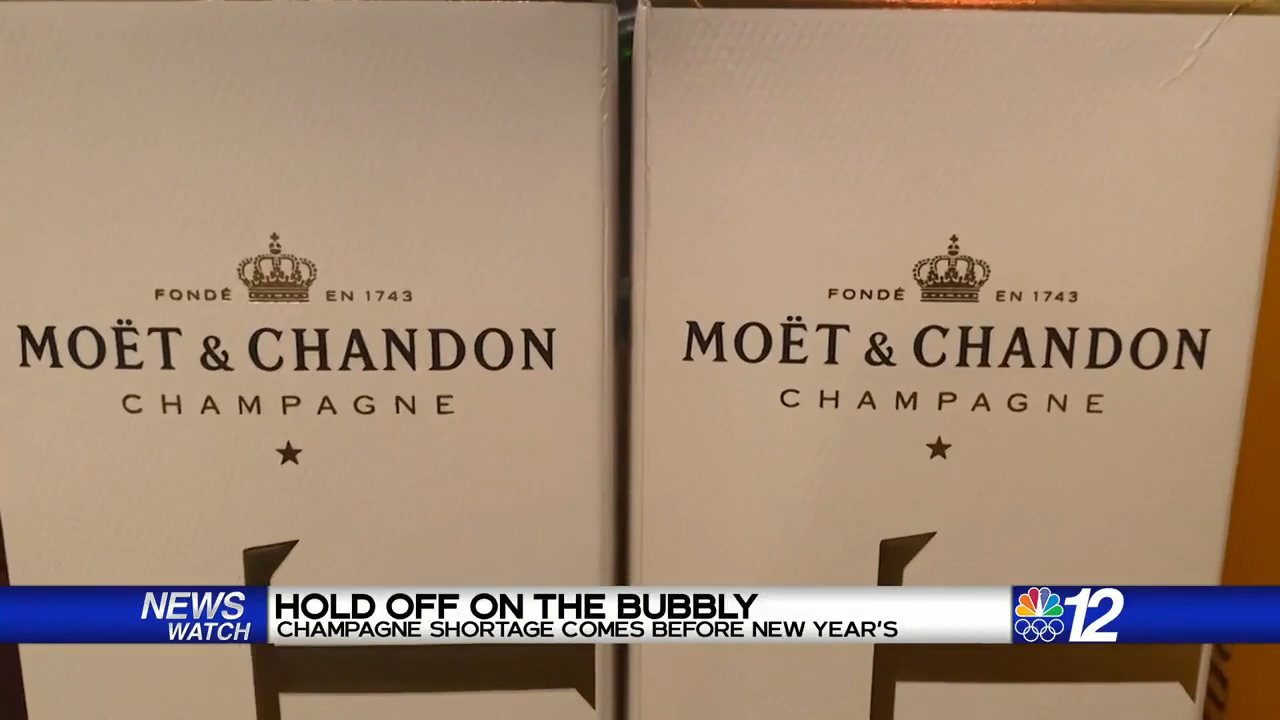 FONDÉ EN 1743
MOËT & CHANDON
CHAMPAGNE
FONDÉ EN 1743
MOËT & CHANDON
CHAMPAGNE
NEWS
WATCH
HOLD OFF ON THE BUBBLY
CHAMPAGNE SHORTAGE COMES BEFORE NEW YEAR'S
12